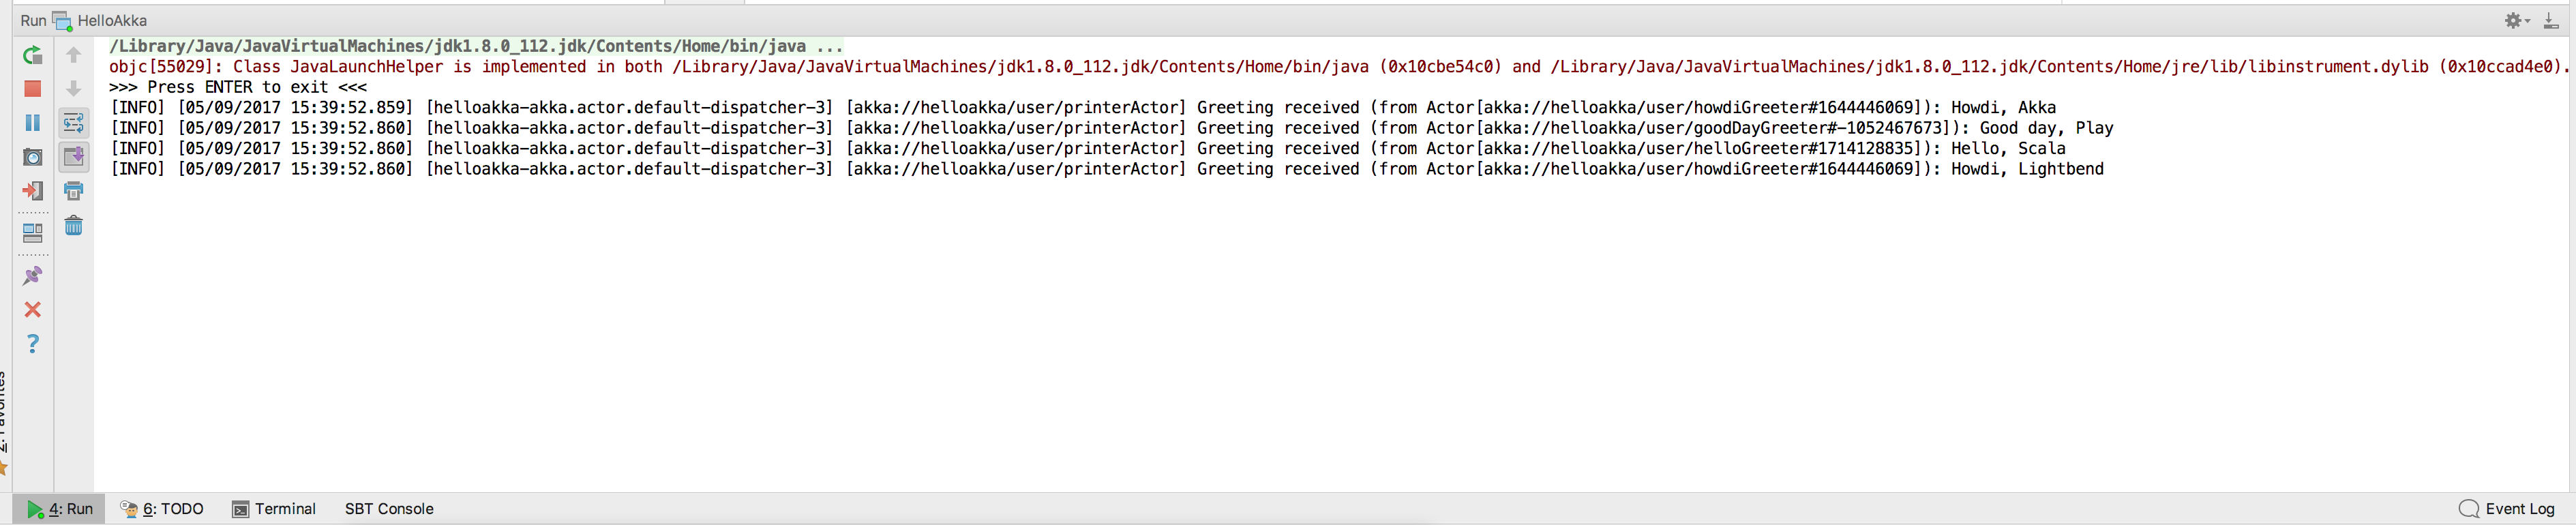 Run HelloAkka
/Library/Java/JavaVirtualMachines/jdk1.8.0_112.jdk/Contents/Home/bin/java ...
objc[55029]: Class JavaLaunchHelper is implemented in both /Library/Java/JavaVirtualMachines/jdk1.8.0_112.jdk/Contents/Home/bin/java (0x10cbe54c0) and /Library/Java/JavaVirtualMachines/jdk1.8.0_112.jdk/Contents/Home/jre/lib/libinstrument.dylib (0x10ccad4e0).
>>> Press ENTER to exit <<<
[INFO] [05/09/2017 15:39:52.859] [helloakka-akka.actor.default-dispatcher-3] [akka://helloakka/user/printerActor] Greeting received (from Actor[akka://helloakka/user/howdiGreeter#1644446069]): Howdi, Akka
[INFO] [05/09/2017 15:39:52.860] [helloakka-akka.actor.default-dispatcher-3] [akka://helloakka/user/printerActor] Greeting received (from Actor[akka://helloakka/user/goodDayGreeter#-1052467673]): Good day, Play
[INFO] [05/09/2017 15:39:52.860] [helloakka-akka.actor.default-dispatcher-3] [akka://helloakka/user/printerActor] Greeting received (from Actor[akka://helloakka/user/helloGreeter#1714128835]): Hello, Scala
[INFO] [05/09/2017 15:39:52.860] [helloakka-akka.actor.default-dispatcher-3] [akka://helloakka/user/printerActor] Greeting received (from Actor[akka://helloakka/user/howdiGreeter#1644446069]): Howdi, Lightbend
4: Run 6: TODO Terminal SBT Console Event Log